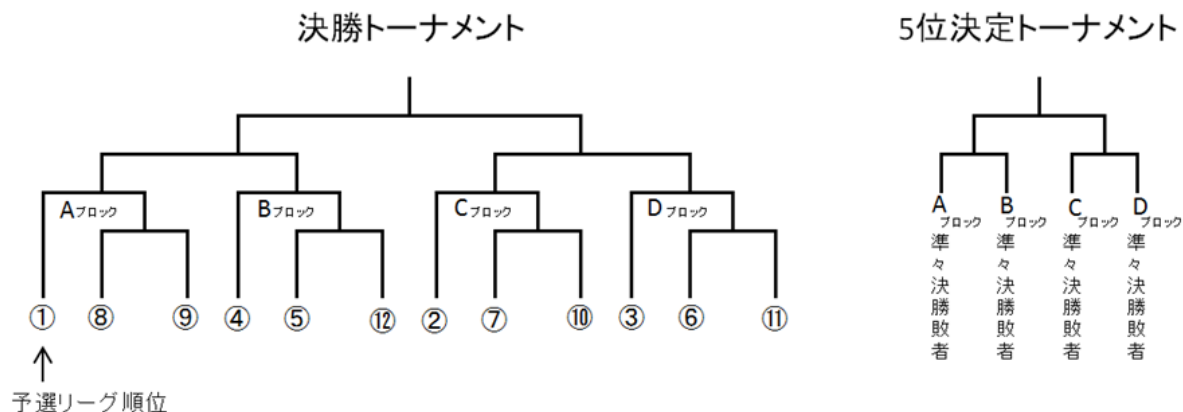 決勝トーナメント
5位決定トーナメント
Aブロック
Bブロック
Cブロック
Dブロック
① ⑧ ⑨ ④ ⑤ ⑫ ② ⑦ ⑩ ③ ⑥ ⑪
予選リーグ順位
Aブロック準々決勝敗者
Bブロック準々決勝敗者
Cブロック準々決勝敗者
Dブロック準々決勝敗者